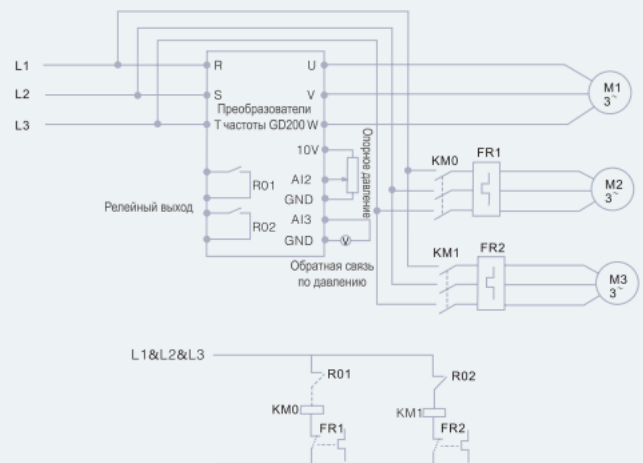 L1
R
U
M1
3~
L2
S
V
Преобразователи
L3
T частоты GD200 W
10V
Опорное давление
KM0
FR1
R01
AI2
M2
3~
GND
Релейный выход
AI3
R02
GND
V
KM1
FR2
Обратная связь
по давлению
M3
3~
L1&L2&L3
R01
R02
KM0
KM1
FR1
FR2